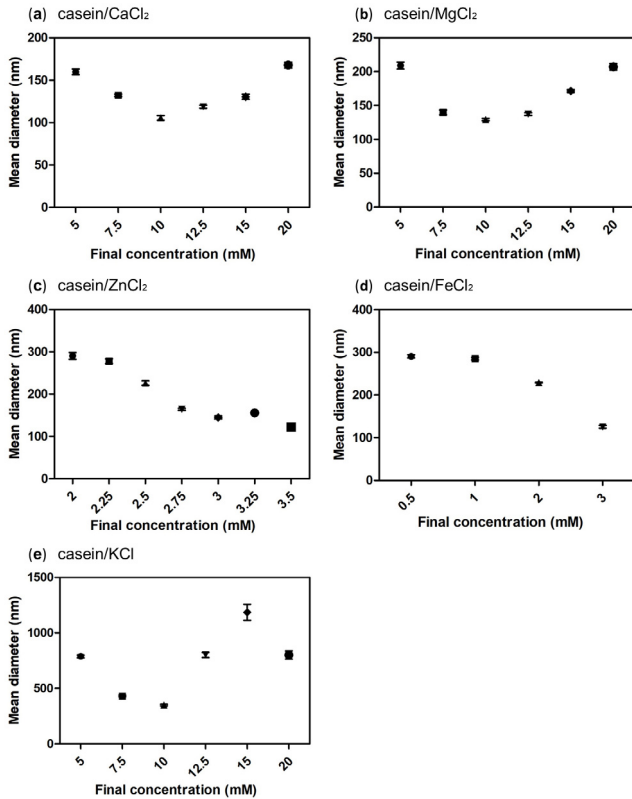 (a) casein/CaCl₂
Mean diameter (nm)
200
150
100
50
0
5 7.5 10 12.5 15 20
Final concentration (mM)
(b) casein/MgCl₂
Mean diameter (nm)
250
200
150
100
50
0
5 7.5 10 12.5 15 20
Final concentration (mM)
(c) casein/ZnCl₂
Mean diameter (nm)
400
300
200
100
0
2 2.25 2.5 2.75 3 3.25 3.5
Final concentration (mM)
(d) casein/FeCl₂
Mean diameter (nm)
400
300
200
100
0
0.5 1 2 3
Final concentration (mM)
(e) casein/KCl
Mean diameter (nm)
1500
1000
500
0
5 7.5 10 12.5 15 20
Final concentration (mM)